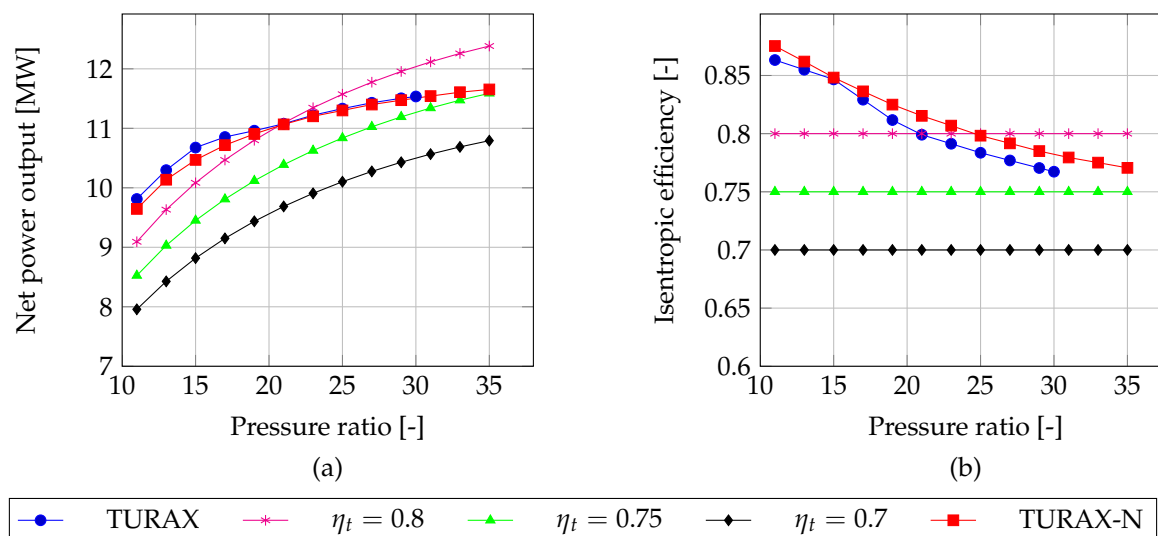 Net power output [MW]
12
11
10
9
8
7
10 15 20 25 30 35
Pressure ratio [-]
(a)
Isentropic efficiency [-]
0.85
0.8
0.75
0.7
0.65
0.6
10 15 20 25 30 35
Pressure ratio [-]
(b)
TURAX η_t = 0.8 η_t = 0.75 η_t = 0.7 TURAX-N